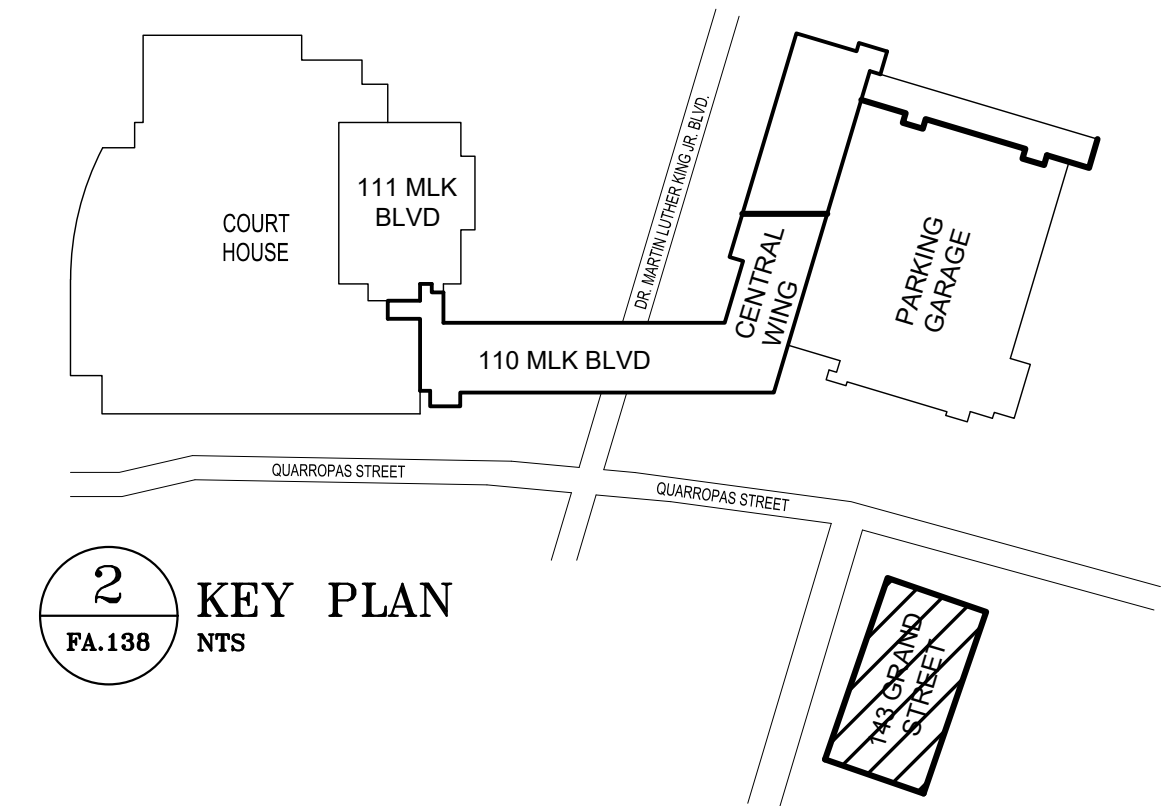 111 MLK
BLVD
COURT
HOUSE
DR. MARTIN LUTHER KING JR. BLVD.
CENTRAL
WING
PARKING
GARAGE
110 MLK BLVD
QUARROPAS STREET
QUARROPAS STREET
2
FA.138
KEY PLAN
NTS
143 GRAND
STREET